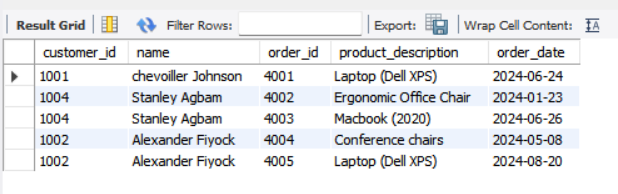 Result Grid Filter Rows: Export: Wrap Cell Content:
customer_id name order_id product_description order_date
1001 chevoiller Johnson 4001 Laptop (Dell XPS) 2024-06-24
1004 Stanley Agbam 4002 Ergonomic Office Chair 2024-01-23
1004 Stanley Agbam 4003 Macbook (2020) 2024-06-26
1002 Alexander Fiyock 4004 Conference chairs 2024-05-08
1002 Alexander Fiyock 4005 Laptop (Dell XPS) 2024-08-20